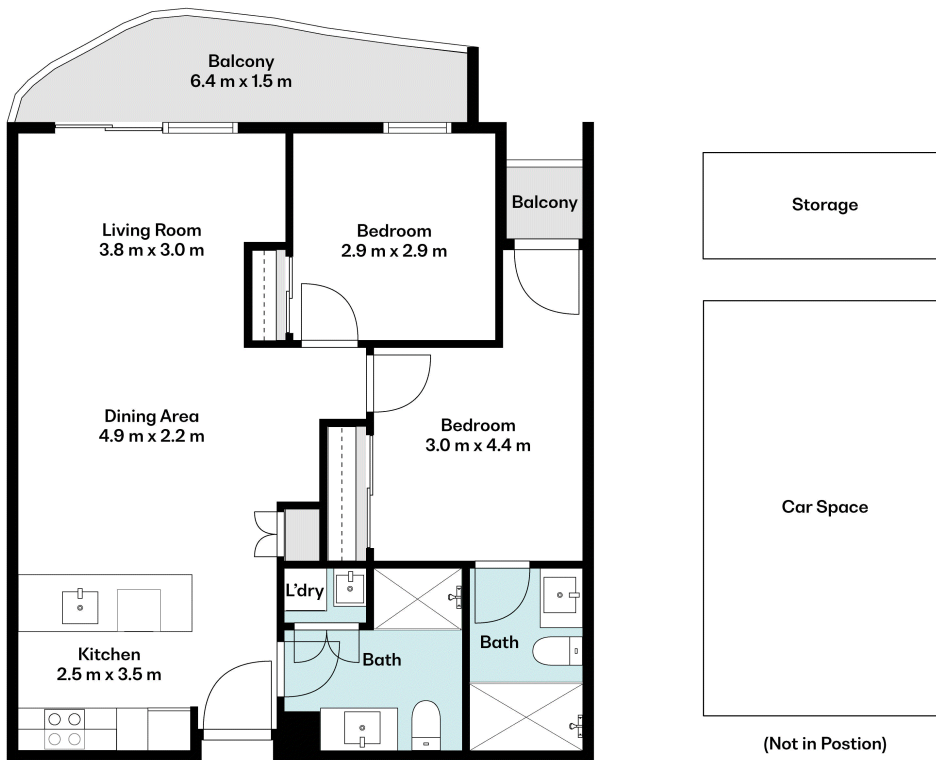 Balcony
6.4 m x 1.5 m
Living Room
3.8 m x 3.0 m
Bedroom
2.9 m x 2.9 m
Balcony
Storage
Dining Area
4.9 m x 2.2 m
Bedroom
3.0 m x 4.4 m
Car Space
L'dry
Kitchen
2.5 m x 3.5 m
Bath
Bath
(Not in Postion)